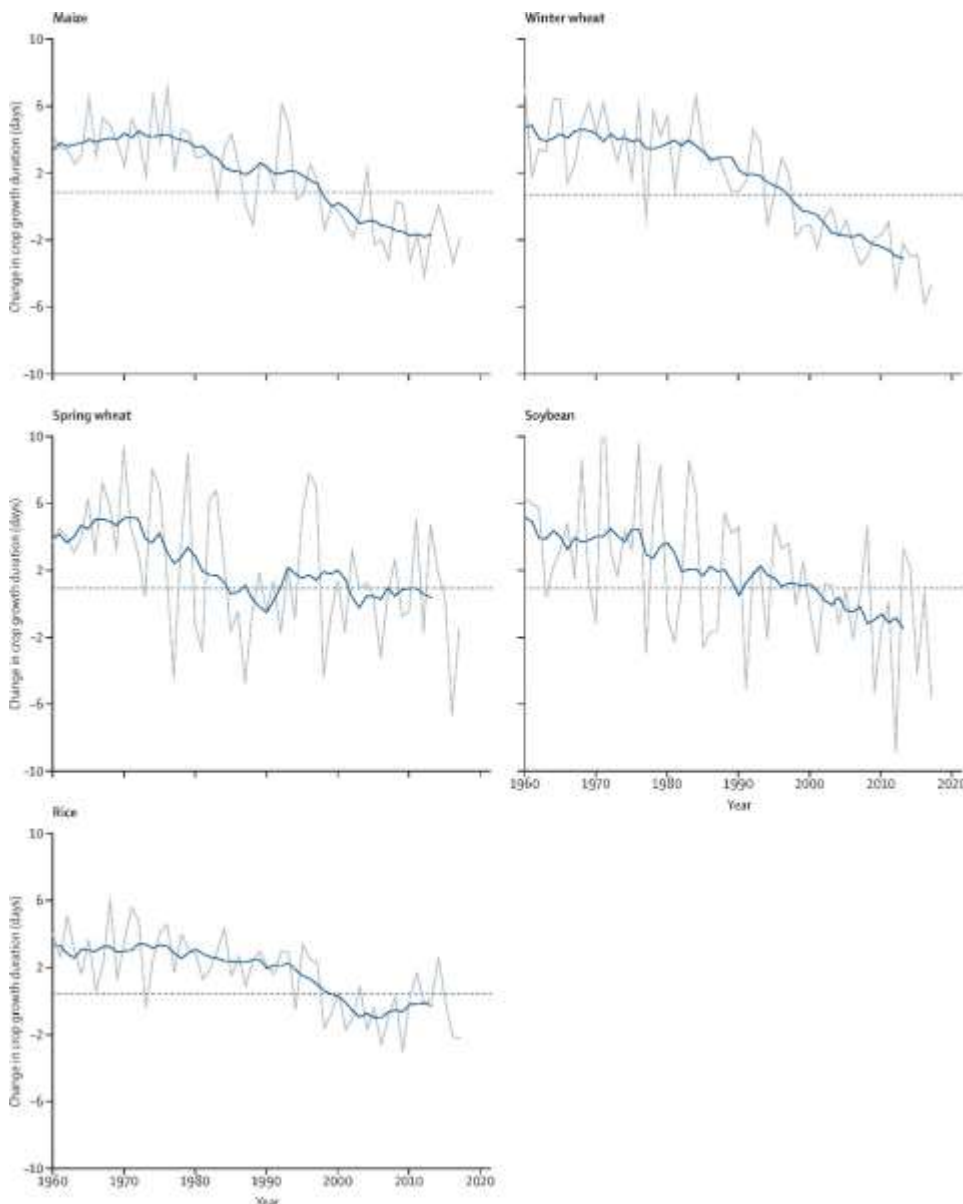 Maize
Change in crop growth duration (days)
10
6
2
-2
-6
-10
Winter wheat
Spring wheat
Change in crop growth duration (days)
10
6
2
-2
-6
-10
Soybean
1960 1970 1980 1990 2000 2010 2020
Year
Rice
Change in crop growth duration (days)
10
6
2
-2
-6
-10
1960 1970 1980 1990 2000 2010 2020
Year